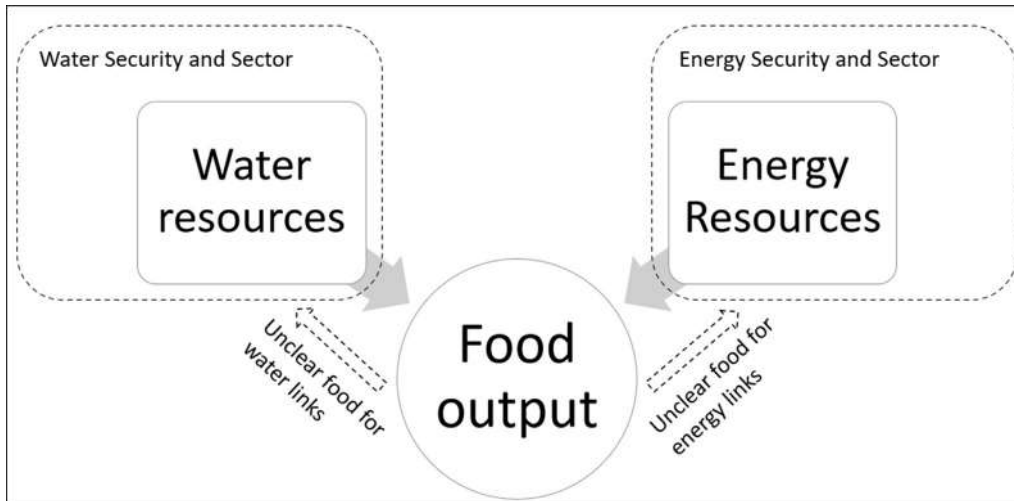 Water Security and Sector
Water
resources
Energy Security and Sector
Energy
Resources
Food
output
Unclear food for
water links
Unclear food for
energy links